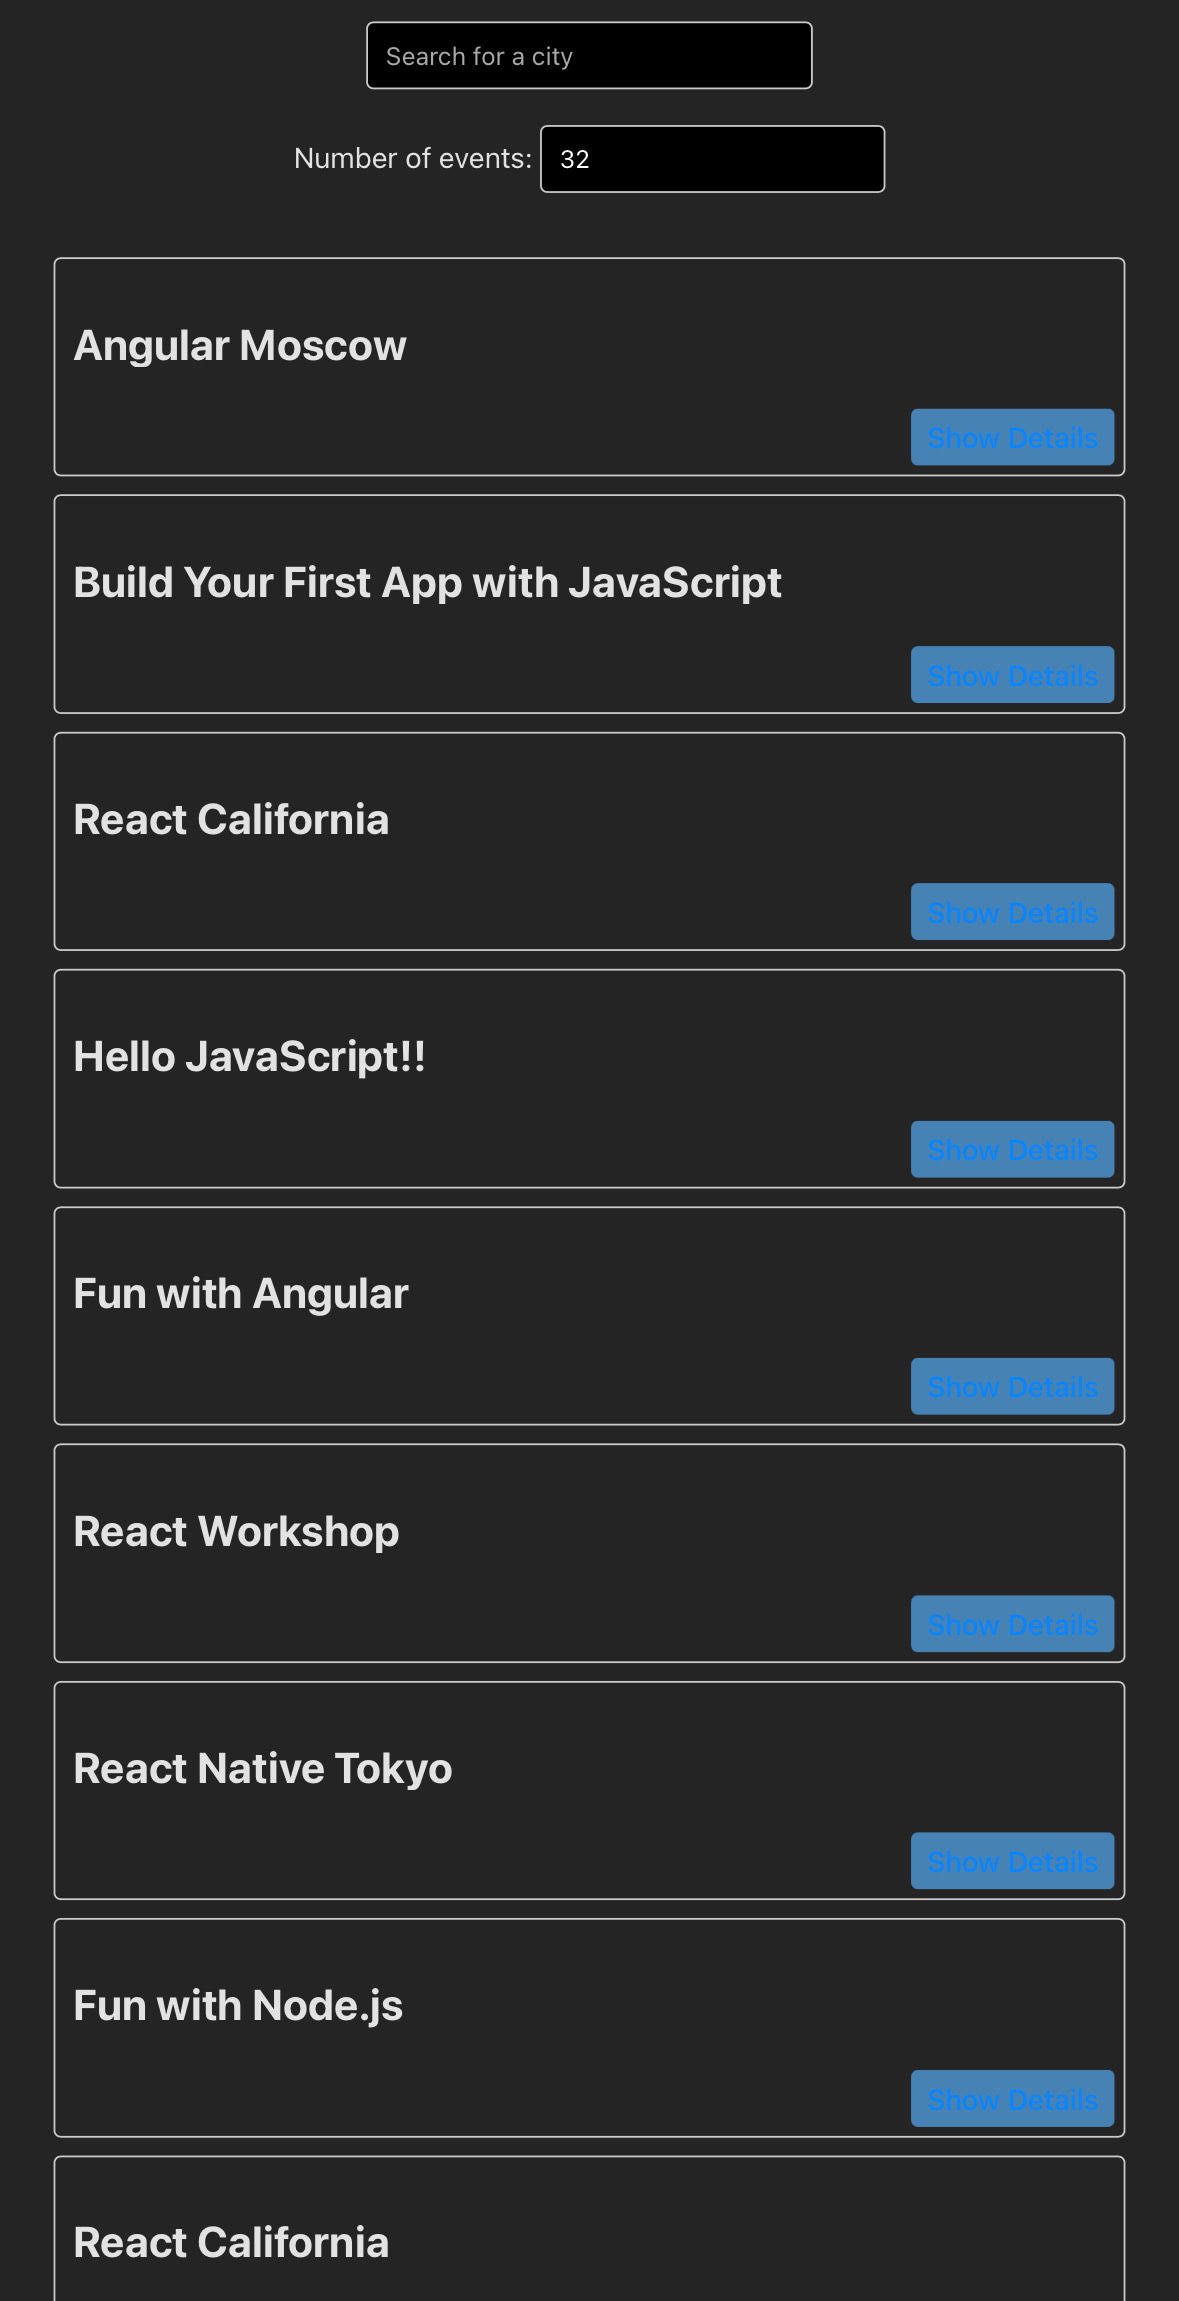 Search for a city
Number of events: 32
Angular Moscow
Show Details
Build Your First App with JavaScript
Show Details
React California
Show Details
Hello JavaScript!!
Show Details
Fun with Angular
Show Details
React Workshop
Show Details
React Native Tokyo
Show Details
Fun with Node.js
Show Details
React California